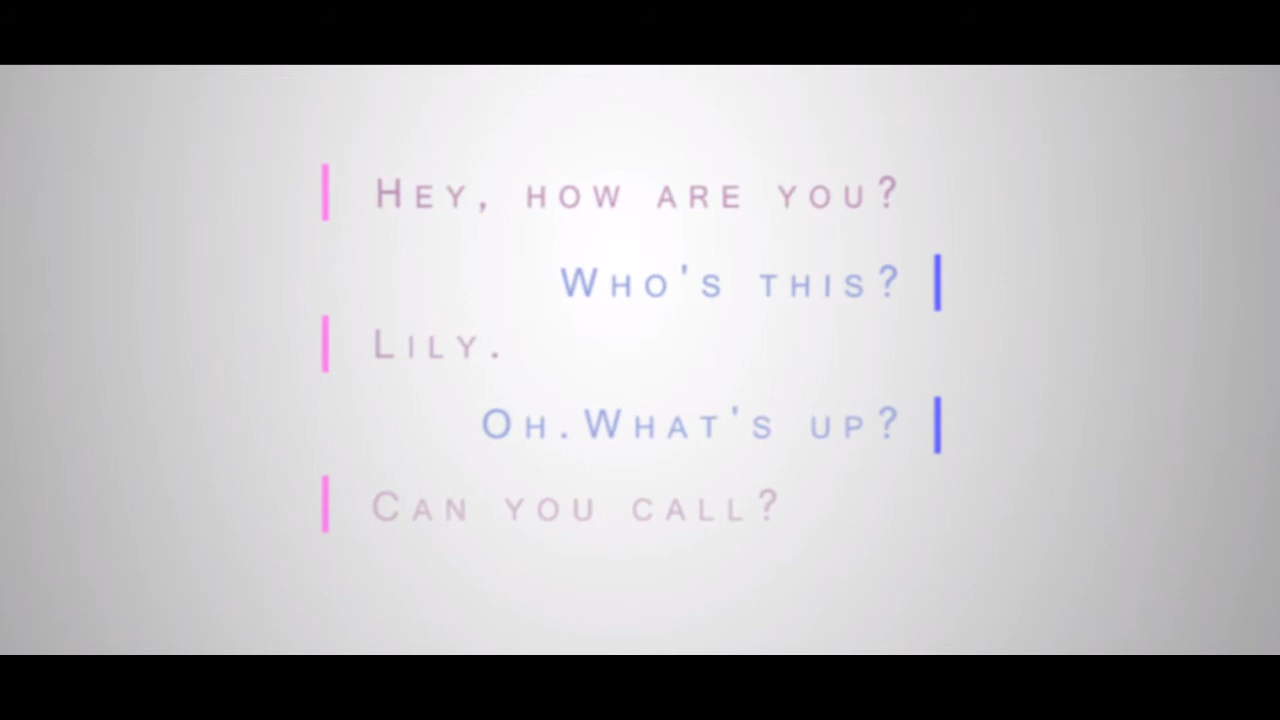 Hey, how are you?
Who's this?
Lily.
Oh.What's up?
Can you call?